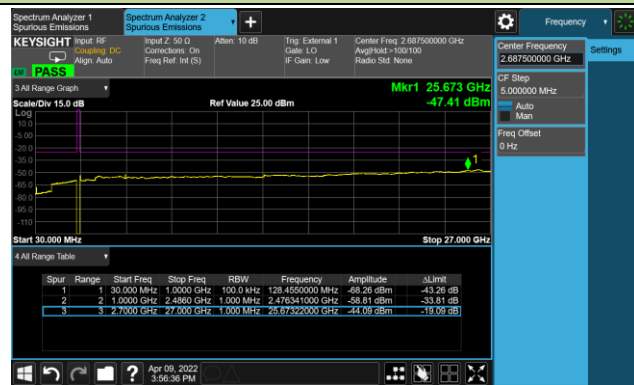 Spectrum Analyzer 1
Spurious Emissions
Spectrum Analyzer 2
Spurious Emissions
Frequency
KEYSIGHT
Input: RF
Coupling: DC
Align: Auto
Input Z: 50 Ω
Corrections: On
Freq Ref: Int (S)
Atten: 10 dB
Trig: External 1
Gate: LO
IF Gain: Low
Center Freq: 2.687500000 GHz
Avg|Hold:>100/100
Radio Std: None
PASS
3 All Range Graph
Mkr1 25.673 GHz
Scale/Div 15.0 dB
Ref Value 25.00 dBm
-47.41 dBm
Log
10.0
-5.00
-20.0
-35.0
-50.0
-65.0
-80.0
-95.0
-110
1
Start 30.000 MHz
Stop 27.000 GHz
4 All Range Table
Spur Range Start Freq Stop Freq RBW Frequency Amplitude ΔLimit
1 1 30.000 MHz 1.0000 GHz 100.0 kHz 128.4550000 MHz -68.26 dBm -43.26 dB
2 2 1.0000 GHz 2.4860 GHz 1.000 MHz 2.476341000 GHz -58.81 dBm -33.81 dB
3 3 2.7000 GHz 27.000 GHz 1.000 MHz 25.67322000 GHz -44.09 dBm -19.09 dB
Center Frequency
2.687500000 GHz
Settings
CF Step
5.000000 MHz
Auto
Man
Freq Offset
0 Hz
Apr 09, 2022
3:56:36 PM